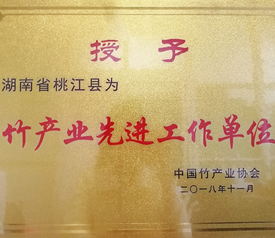 授予
湖南省桃江县为
竹产业先进工作单位
中国竹产业协会
二〇一八年十一月